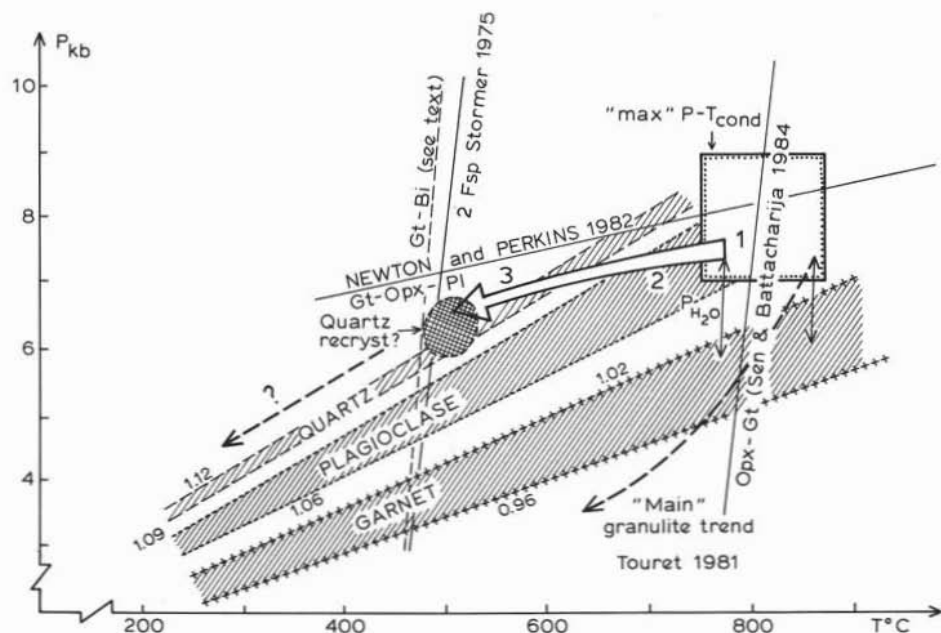 P kb
10
8
6
4
200
400
600
800
T°C
Gt-Bi (see text)
2 Fsp Stormer 1975
"max" P-Tcond
Opx-Gt (Sen & Battacharija 1984
NEWTON and PERKINS 1982
Gt-Opx-Pl
1
2
3
Quartz
recryst?
PH2O
?
QUARTZ
PLAGIOCLASE
GARNET
1.12
1.09
1.06
1.02
0.96
"Main"
granulite trend
Touret 1981